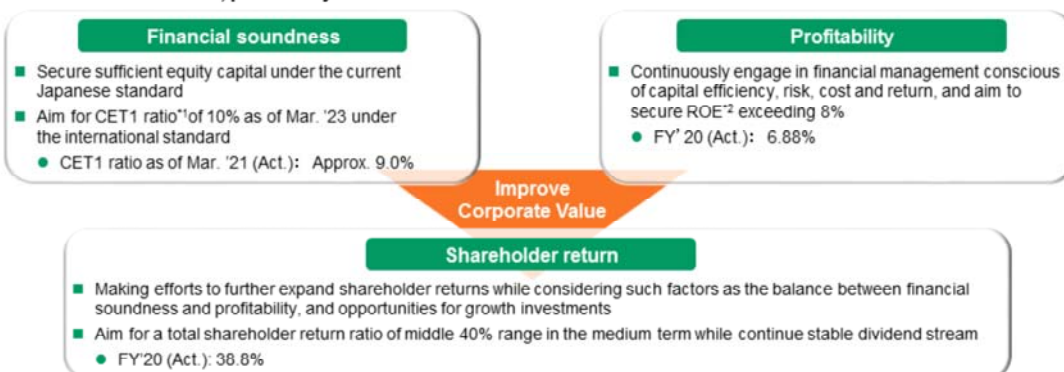 Financial soundness
■ Secure sufficient equity capital under the current
Japanese standard
■ Aim for CET1 ratio*1of 10% as of Mar. '23 under
the international standard
● CET1 ratio as of Mar. '21 (Act.): Approx. 9.0%
Profitability
■ Continuously engage in financial management conscious
of capital efficiency, risk, cost and return, and aim to
secure ROE*2 exceeding 8%
● FY' 20 (Act.): 6.88%
Improve
Corporate Value
Shareholder return
■ Making efforts to further expand shareholder returns while considering such factors as the balance between financial
soundness and profitability, and opportunities for growth investments
■ Aim for a total shareholder return ratio of middle 40% range in the medium term while continue stable dividend stream
● FY'20 (Act.): 38.8%